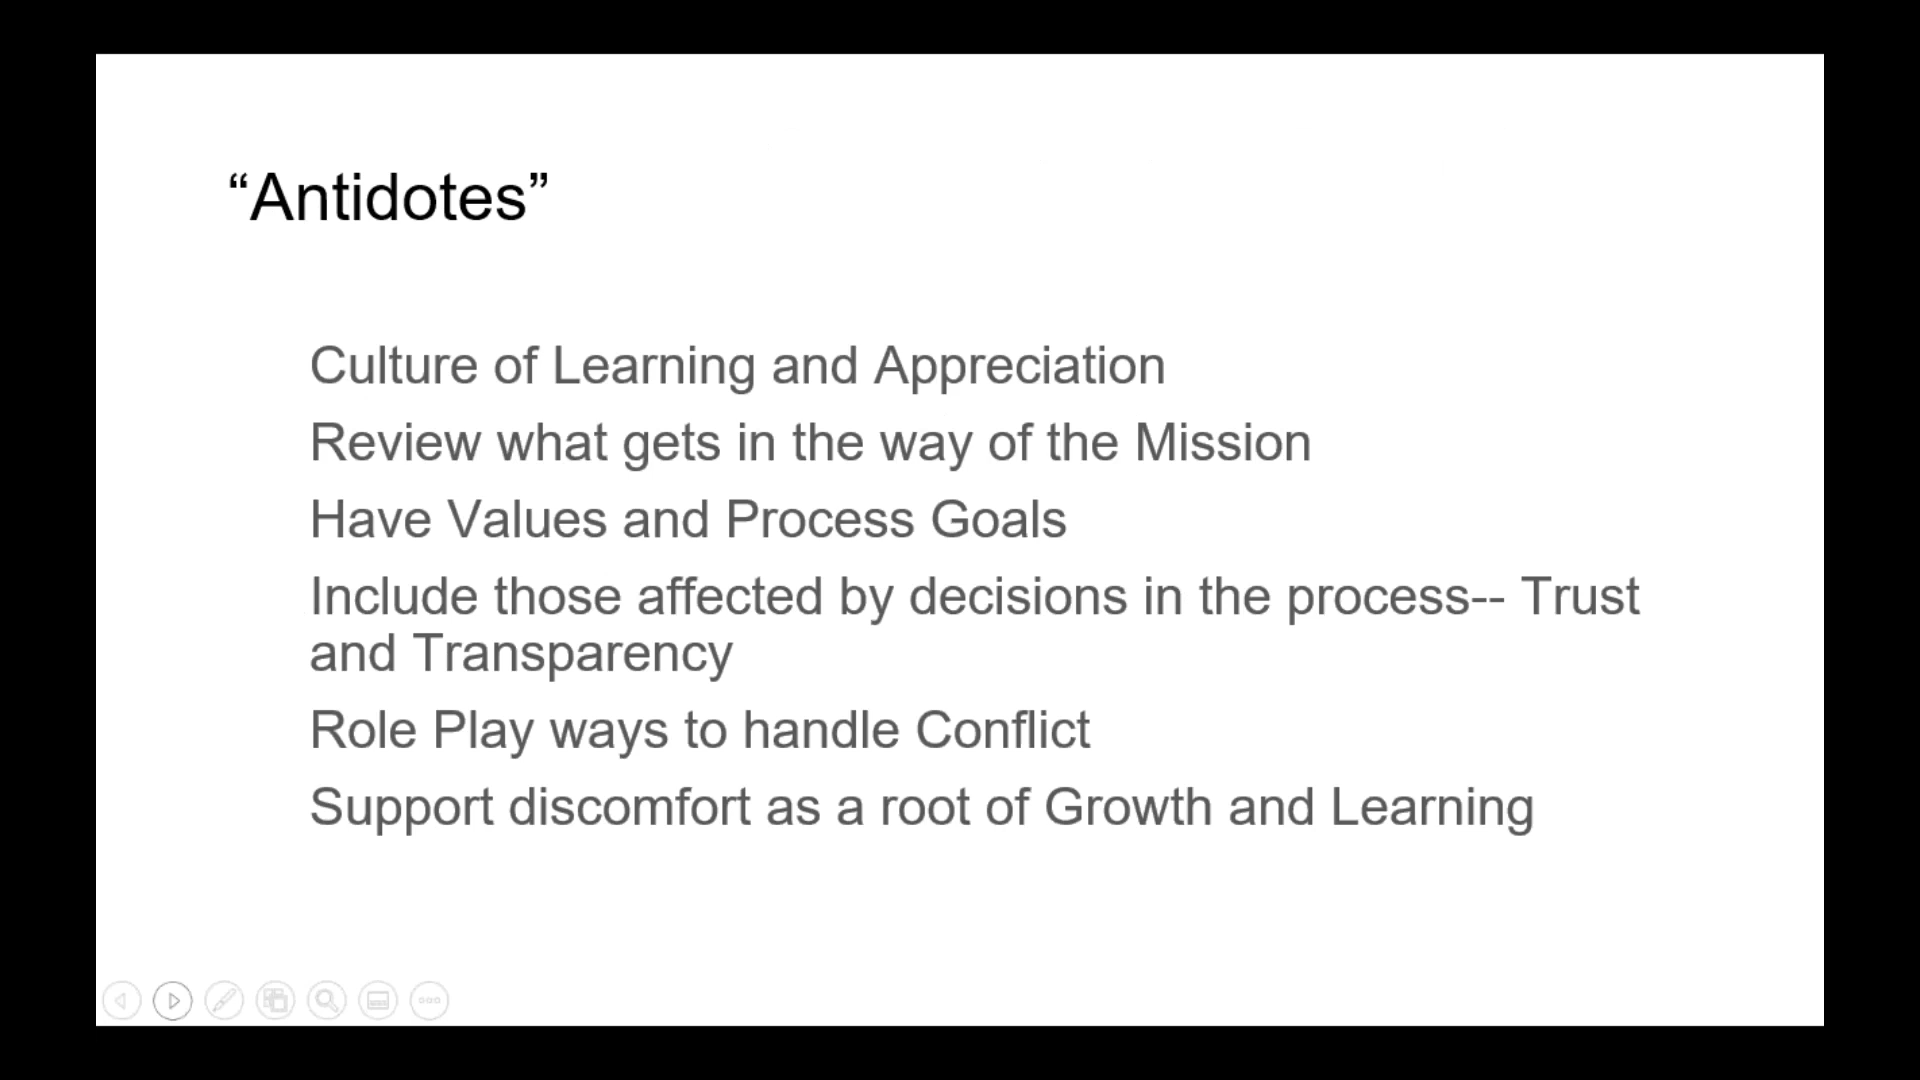 “Antidotes”
Culture of Learning and Appreciation
Review what gets in the way of the Mission
Have Values and Process Goals
Include those affected by decisions in the process-- Trust
and Transparency
Role Play ways to handle Conflict
Support discomfort as a root of Growth and Learning